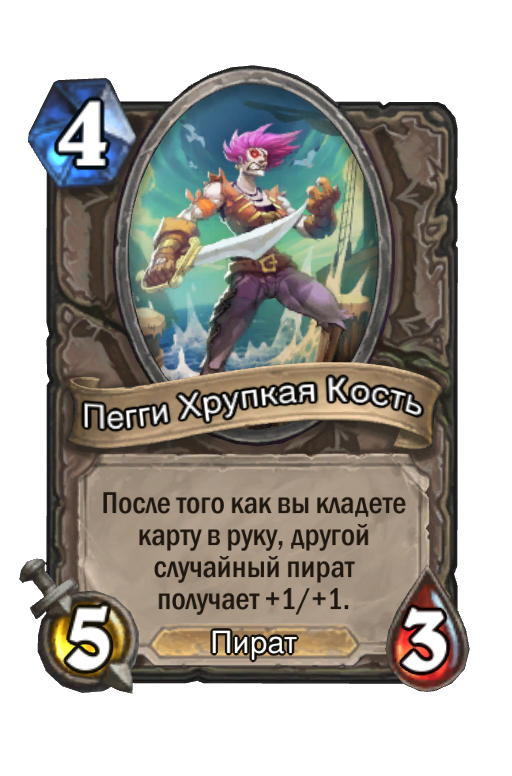 4
Пегги Хрупкая Кость
После того как вы кладете
карту в руку, другой
случайный пират
получает +1/+1.
5
Пират
3